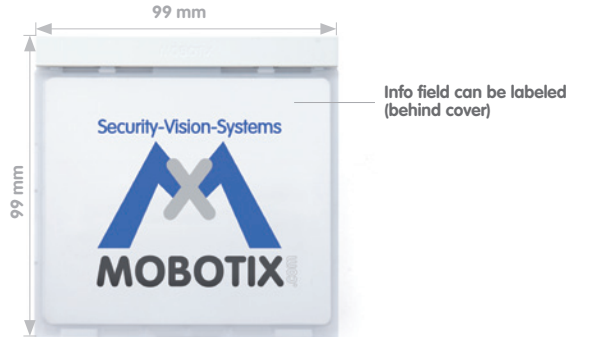 99 mm
Info field can be labeled
(behind cover)
Security-Vision-Systems
99 mm
MOBOTIX